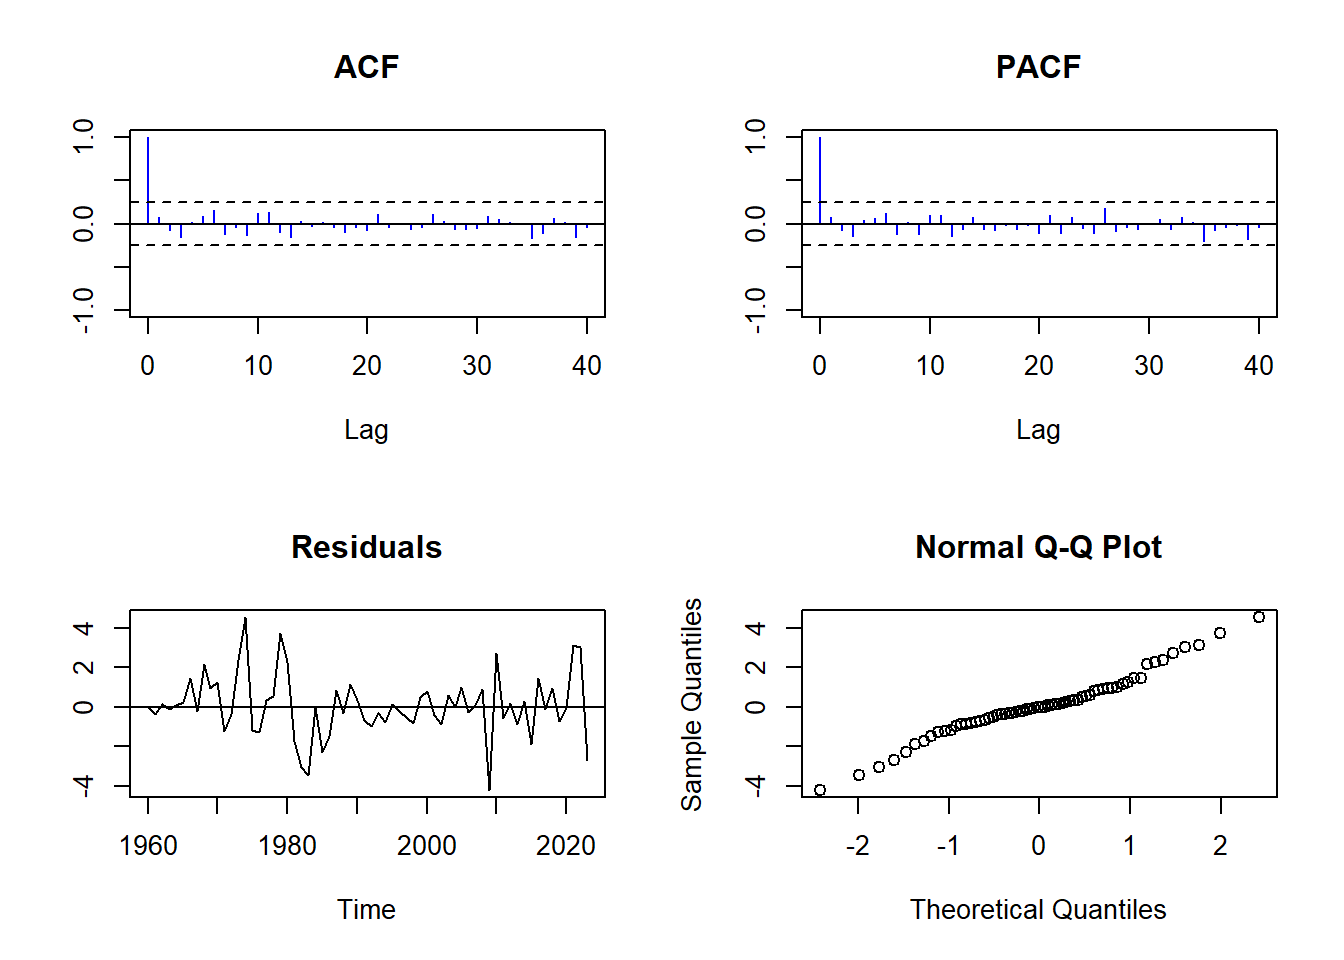 ACF
1.0
0.0
-1.0
0 10 20 30 40
Lag
PACF
1.0
0.0
-1.0
0 10 20 30 40
Lag
Residuals
4
2
0
-4
1960 1980 2000 2020
Time
Normal Q-Q Plot
Sample Quantiles
4
2
0
-4
-2 -1 0 1 2
Theoretical Quantiles